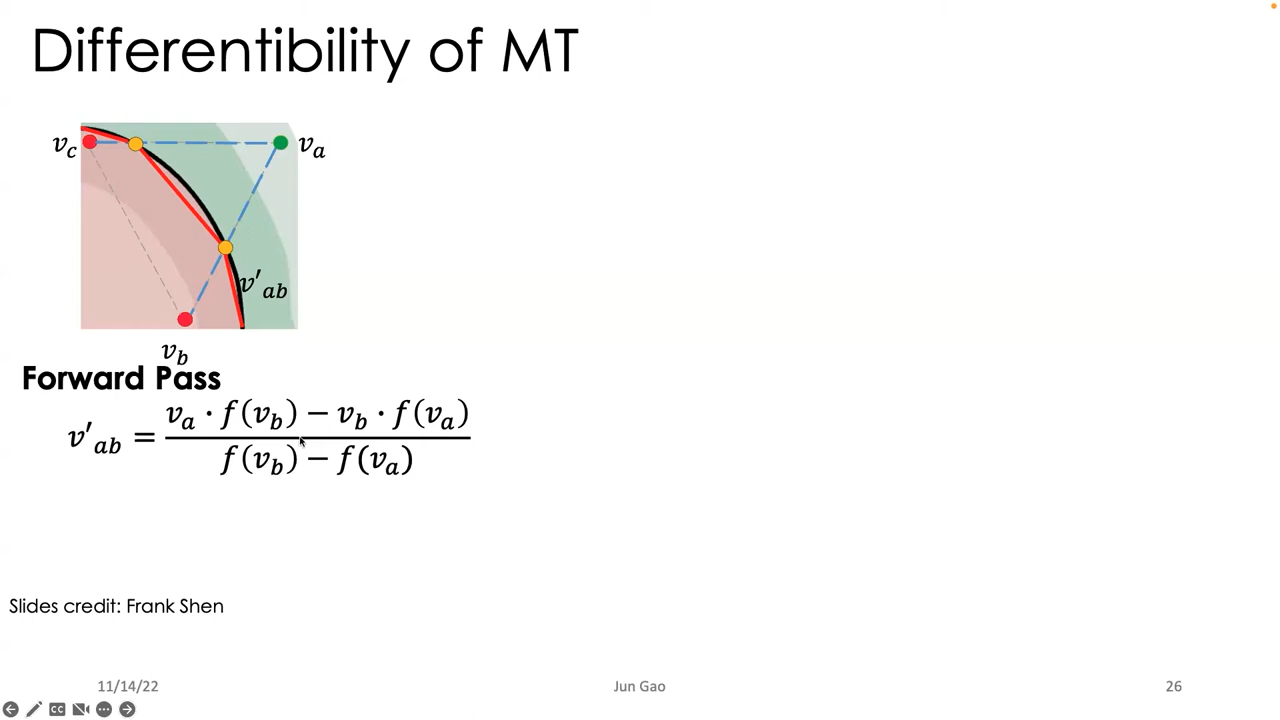 Differentibility of MT
v_c
v_a
v'_ab
v_b
Forward Pass
v'_ab = (v_a · f(v_b) − v_b · f(v_a)) / (f(v_b) − f(v_a))
Slides credit: Frank Shen
11/14/22
Jun Gao
26
CC